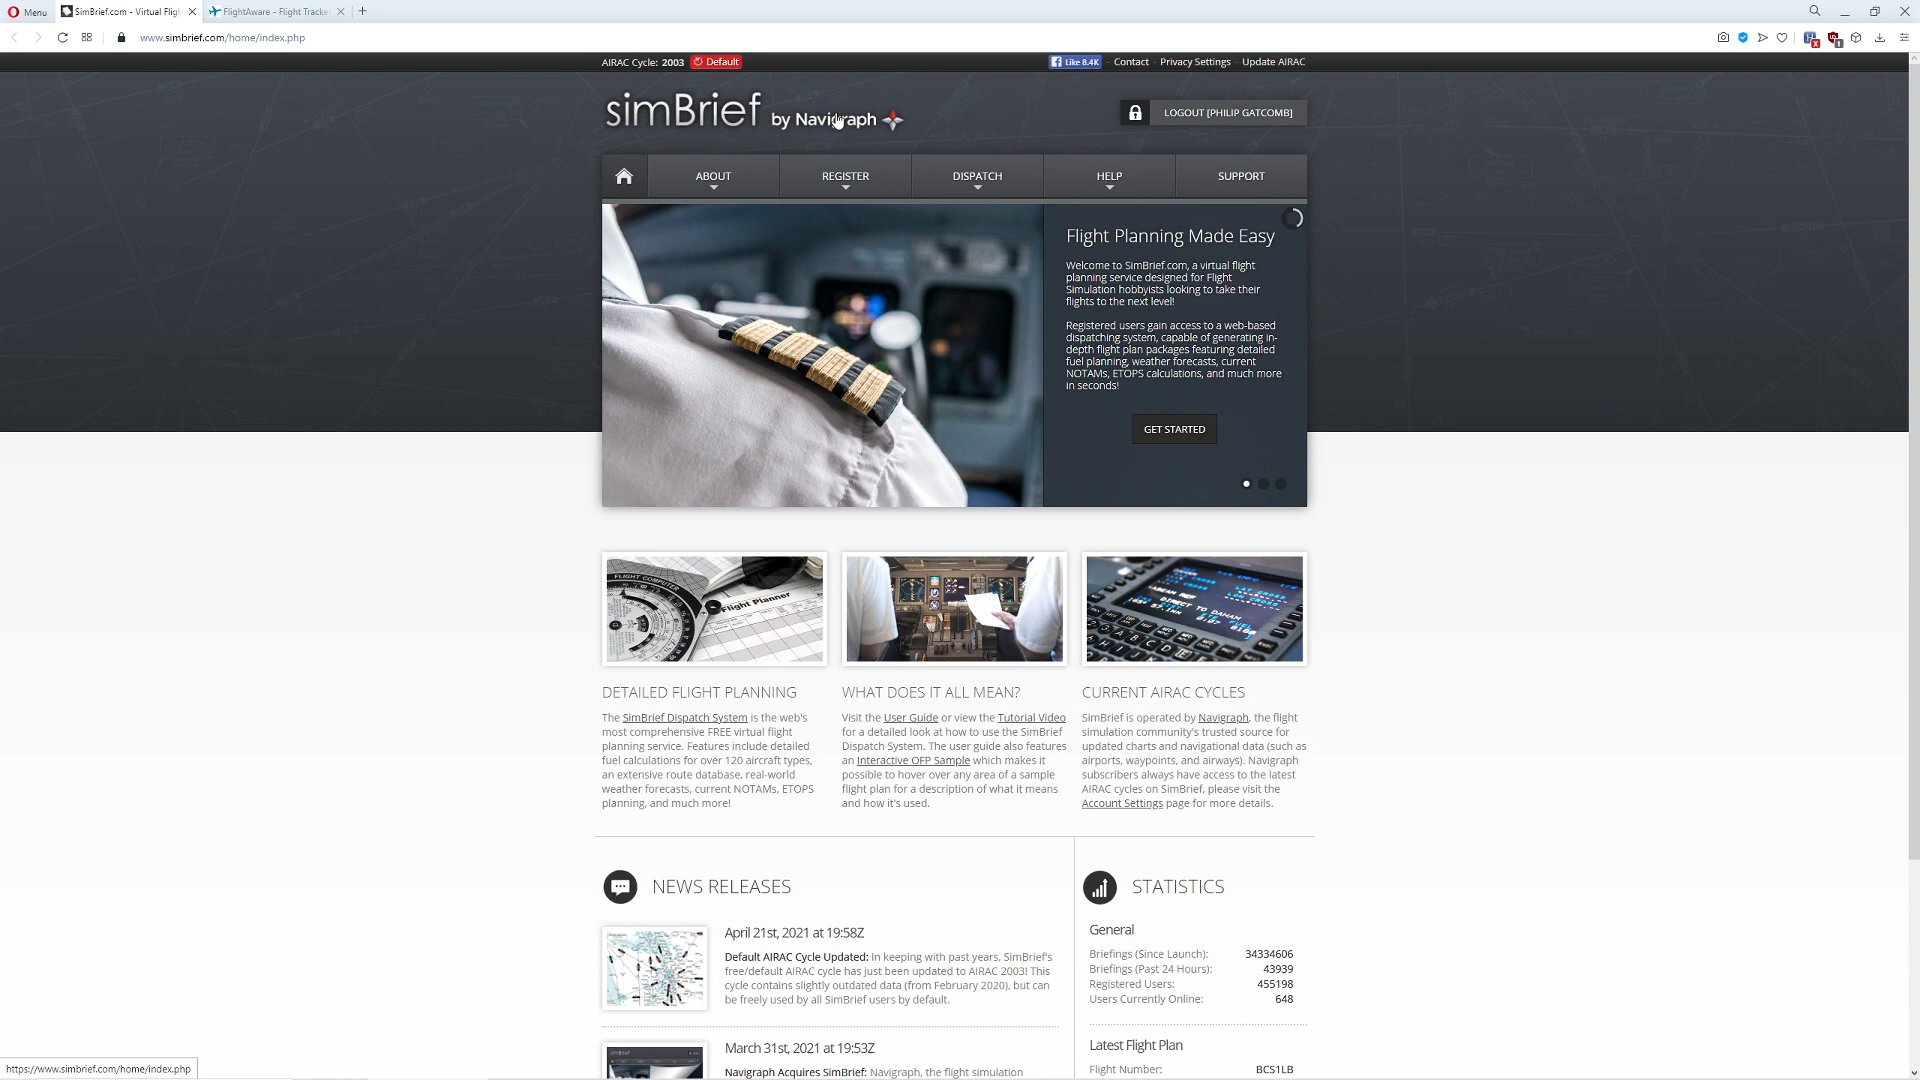 Menu
SimBrief.com - Virtual Fligh
FlightAware - Flight Tracke
www.simbrief.com/home/index.php
AIRAC Cycle: 2003 Default
Like 8.4K - Contact - Privacy Settings - Update AIRAC
simBrief by Navigraph
LOGOUT [PHILIP GATCOMB]
ABOUT
REGISTER
DISPATCH
HELP
SUPPORT
Flight Planning Made Easy
Welcome to SimBrief.com, a virtual flight
planning service designed for Flight
Simulation hobbyists looking to take their
flights to the next level!
Registered users gain access to a web-based
dispatching system, capable of generating in-
depth flight plan packages featuring detailed
fuel planning, weather forecasts, current
NOTAMs, ETOPS calculations, and much more
in seconds!
GET STARTED
FLIGHT COMPUTER
Flight Planner
DIRECT TO DAHAM
DETAILED FLIGHT PLANNING
The SimBrief Dispatch System is the web's
most comprehensive FREE virtual flight
planning service. Features include detailed
fuel calculations for over 120 aircraft types,
an extensive route database, real-world
weather forecasts, current NOTAMs, ETOPS
planning, and much more!
WHAT DOES IT ALL MEAN?
Visit the User Guide or view the Tutorial Video
for a detailed look at how to use the SimBrief
Dispatch System. The user guide also features
an Interactive OFP Sample which makes it
possible to hover over any area of a sample
flight plan for a description of what it means
and how it's used.
CURRENT AIRAC CYCLES
SimBrief is operated by Navigraph, the flight
simulation community's trusted source for
updated charts and navigational data (such as
airports, waypoints, and airways). Navigraph
subscribers always have access to the latest
AIRAC cycles on SimBrief, please visit the
Account Settings page for more details.
NEWS RELEASES
April 21st, 2021 at 19:58Z
Default AIRAC Cycle Updated: In keeping with past years, SimBrief's
free/default AIRAC cycle has just been updated to AIRAC 2003! This
cycle contains slightly outdated data (from February 2020), but can
be freely used by all SimBrief users by default.
March 31st, 2021 at 19:53Z
Navigraph Acquires SimBrief: Navigraph, the flight simulation
STATISTICS
General
Briefings (Since Launch): 34334606
Briefings (Past 24 Hours): 43939
Registered Users: 455198
Users Currently Online: 648
Latest Flight Plan
Flight Number: BCS1LB
https://www.simbrief.com/home/index.php